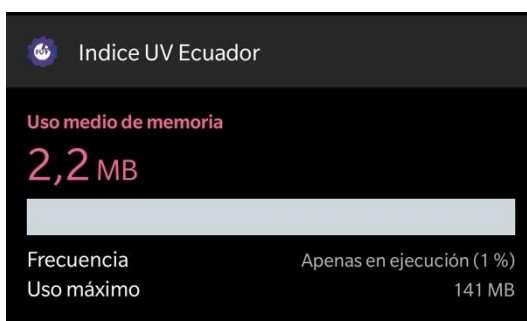 Indice UV Ecuador
Uso medio de memoria
2,2 MB
Frecuencia Apenas en ejecución (1 %)
Uso máximo 141 MB